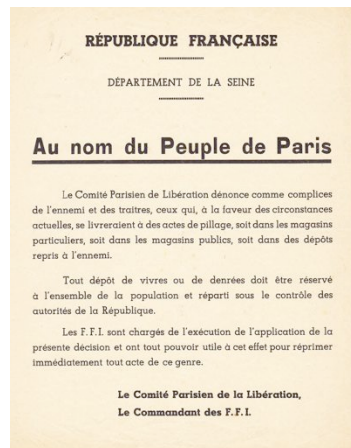 RÉPUBLIQUE FRANÇAISE
DÉPARTEMENT DE LA SEINE
Au nom du Peuple de Paris
Le Comité Parisien de Libération dénonce comme complices
de l'ennemi et des traitres, ceux qui, à la faveur des circonstances
actuelles, se livreraient à des actes de pillage, soit dans les magasins
particuliers, soit dans les magasins publics, soit dans des dépôts
repris à l'ennemi.
Tout dépôt de vivres ou de denrées doit être réservé
à l'ensemble de la population et réparti sous le contrôle des
autorités de la République.
Les F.F.I. sont chargés de l'exécution de l'application de la
présente décision et ont tout pouvoir utile à cet effet pour réprimer
immédiatement tout acte de ce genre.
Le Comité Parisien de la Libération,
Le Commandant des F.F.I.